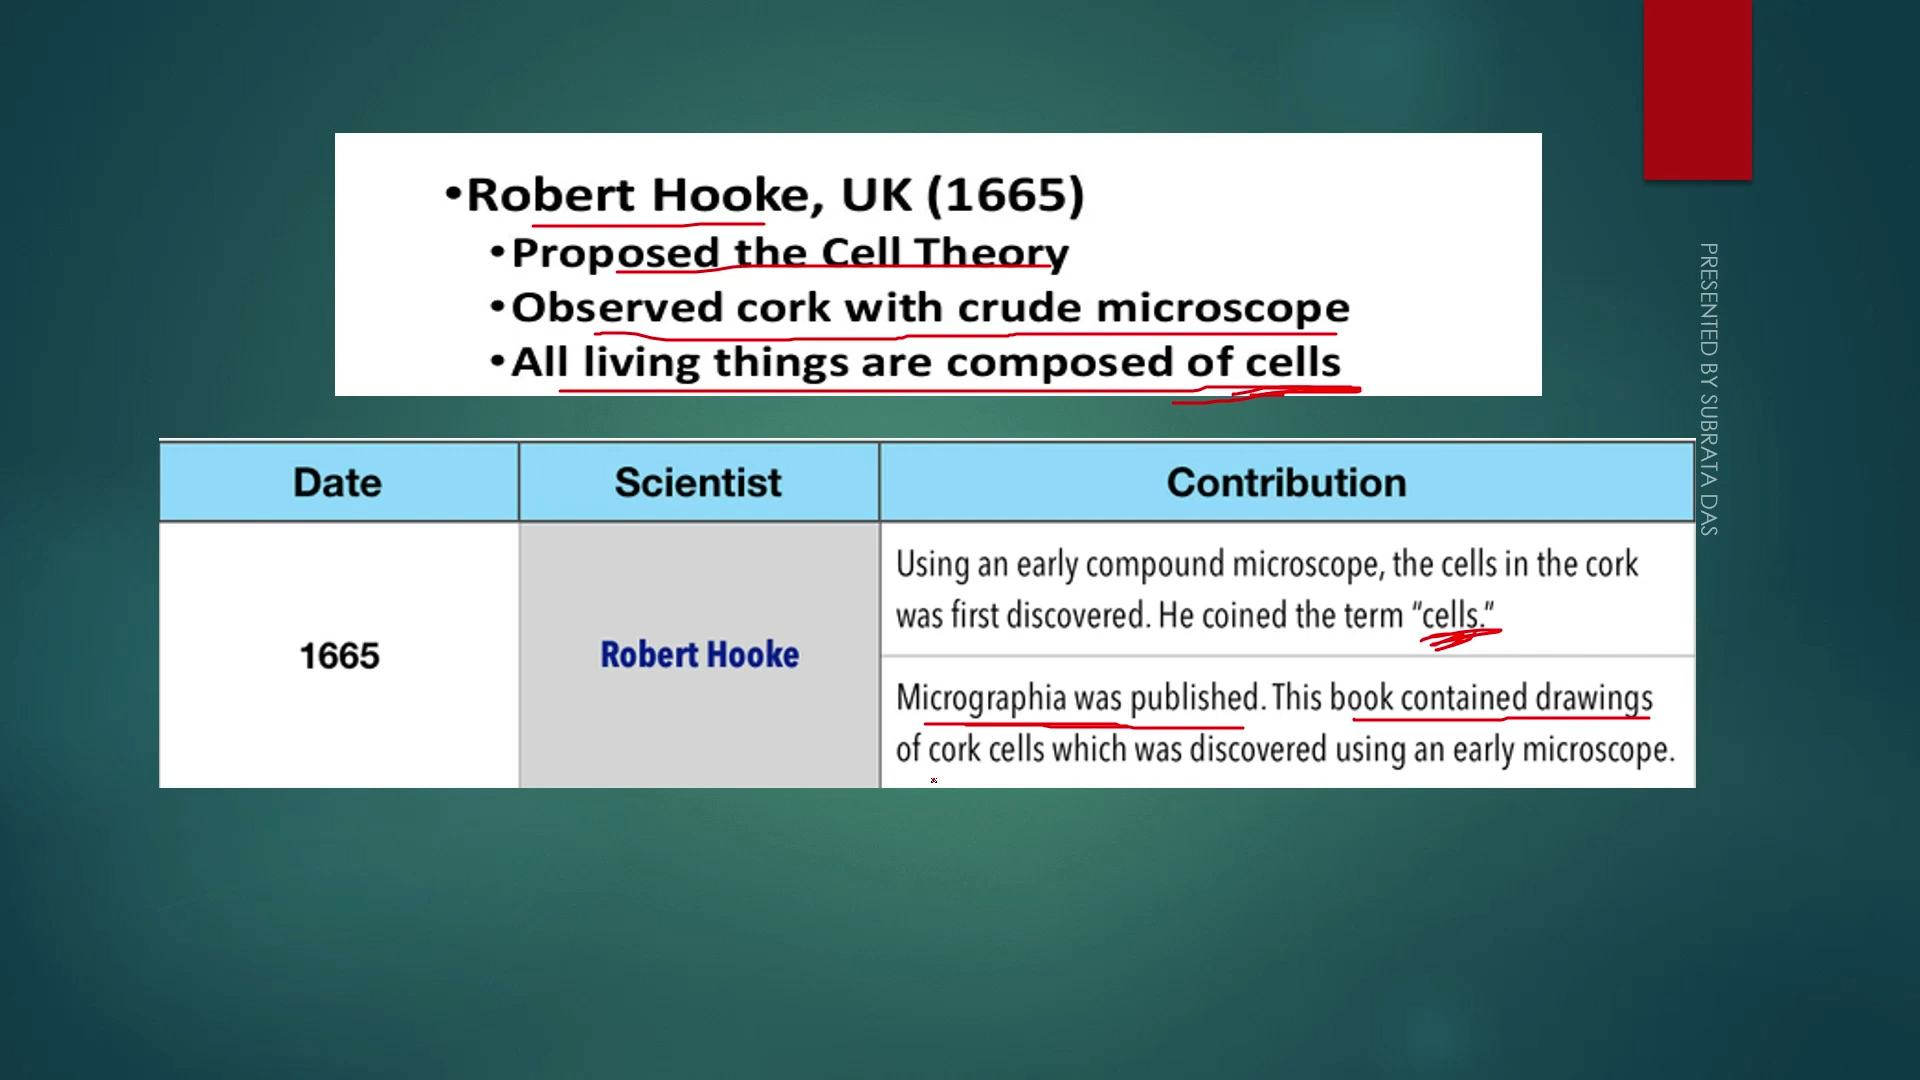 •Robert Hooke, UK (1665)
•Proposed the Cell Theory
•Observed cork with crude microscope
•All living things are composed of cells
Date Scientist Contribution
1665 Robert Hooke
Using an early compound microscope, the cells in the cork
was first discovered. He coined the term “cells.”
Micrographia was published. This book contained drawings
of cork cells which was discovered using an early microscope.
PRESENTED BY SUBRATA DAS